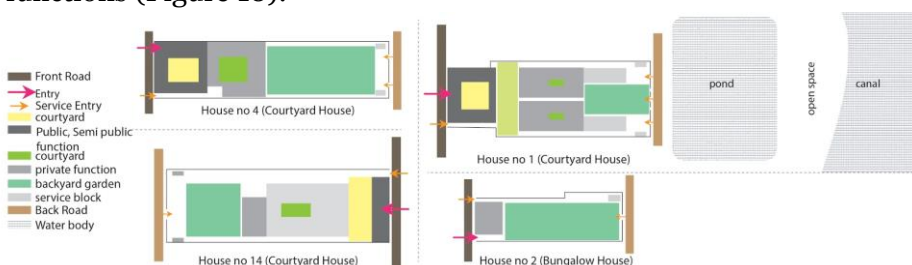 functions (Figure 18).
Front Road
Entry
Service Entry
courtyard
Public, Semi public
function
courtyard
private function
backyard garden
service block
Back Road
Water body
House no 4 (Courtyard House)
House no 14 (Courtyard House)
House no 1 (Courtyard House)
pond
open space
canal
House no 2 (Bungalow House)